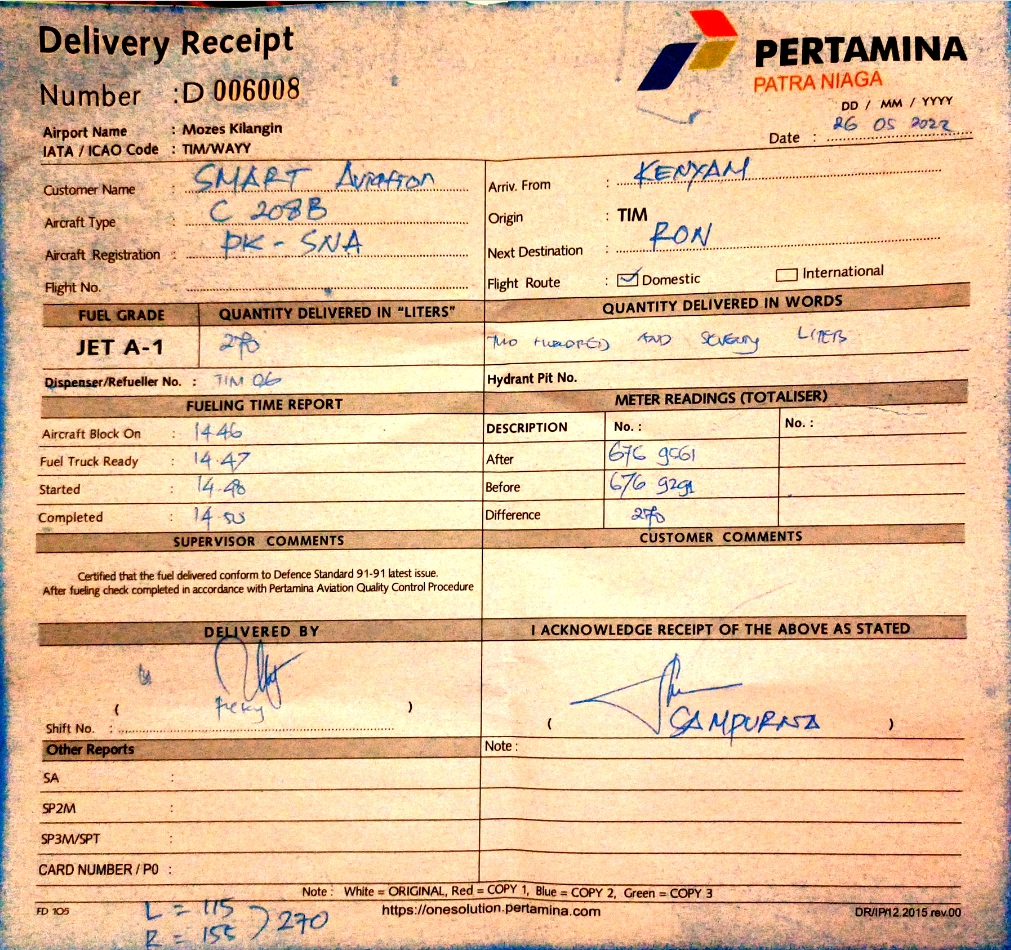 Delivery Receipt
PERTAMINA
PATRA NIAGA
Number : D 006008
DD / MM / YYYY
Date : 26 05 2022
Airport Name : Mozes Kilangin
IATA / ICAO Code : TIM/WAYY
Customer Name : SMART Aviation
Arriv. From : KENYAM
Aircraft Type : C 208B
Origin : TIM
Aircraft Registration : PK - SNA
Next Destination : RON
Flight No. :
Flight Route : Domestic International
FUEL GRADE QUANTITY DELIVERED IN "LITERS" QUANTITY DELIVERED IN WORDS
JET A-1 270 TWO HUNDRED AND SEVENTY LITERS
Dispenser/Refueller No. : TIM 06 Hydrant Pit No.
FUELING TIME REPORT METER READINGS (TOTALISER)
Aircraft Block On : 14 46 DESCRIPTION No. : No. :
Fuel Truck Ready : 14.47 After 676 9561
Started : 14.48 Before 676 9291
Completed : 14 50 Difference 270
SUPERVISOR COMMENTS CUSTOMER COMMENTS
Certified that the fuel delivered conform to Defence Standard 91-91 latest issue.
After fueling check completed in accordance with Pertamina Aviation Quality Control Procedure
DELIVERED BY I ACKNOWLEDGE RECEIPT OF THE ABOVE AS STATED
( )
( SAMPURNA )
Shift No. :
Other Reports Note :
SA :
SP2M :
SP3M/SPT :
CARD NUMBER / P0 :
Note : White = ORIGINAL, Red = COPY 1, Blue = COPY 2, Green = COPY 3
FD 105 https://onesolution.pertamina.com DR/IP/12.2015 rev.00
L = 115
R = 155 ) 270